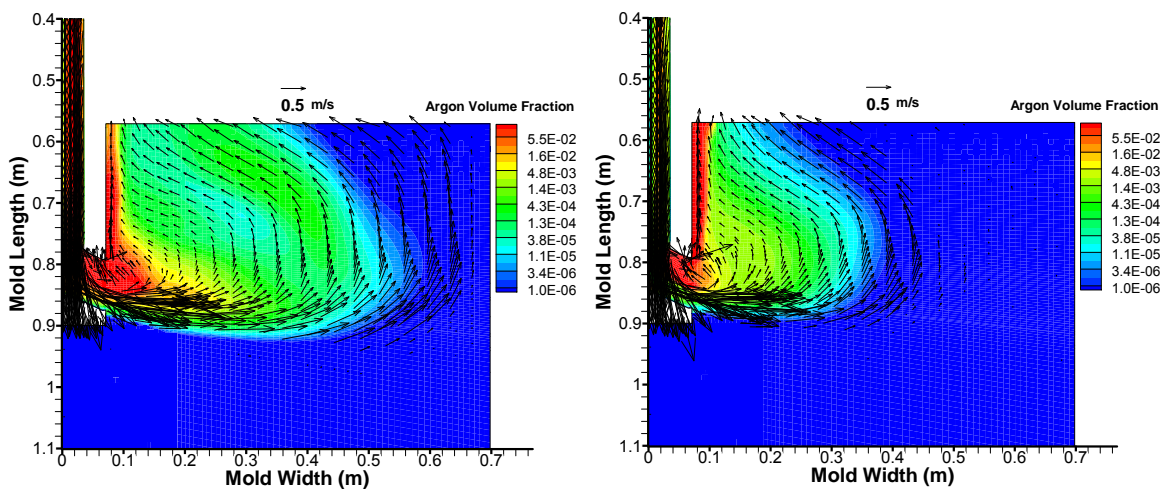 0.4
0.5
0.6
0.7
0.8
0.9
1
1.1
Mold Length (m)
0.5 m/s
Argon Volume Fraction
5.5E-02
1.6E-02
4.8E-03
1.4E-03
4.3E-04
1.3E-04
3.8E-05
1.1E-05
3.4E-06
1.0E-06
0 0.1 0.2 0.3 0.4 0.5 0.6 0.7
Mold Width (m)
0.4
0.5
0.6
0.7
0.8
0.9
1
1.1
Mold Length (m)
0.5 m/s
Argon Volume Fraction
5.5E-02
1.6E-02
4.8E-03
1.4E-03
4.3E-04
1.3E-04
3.8E-05
1.1E-05
3.4E-06
1.0E-06
0 0.1 0.2 0.3 0.4 0.5 0.6 0.7
Mold Width (m)